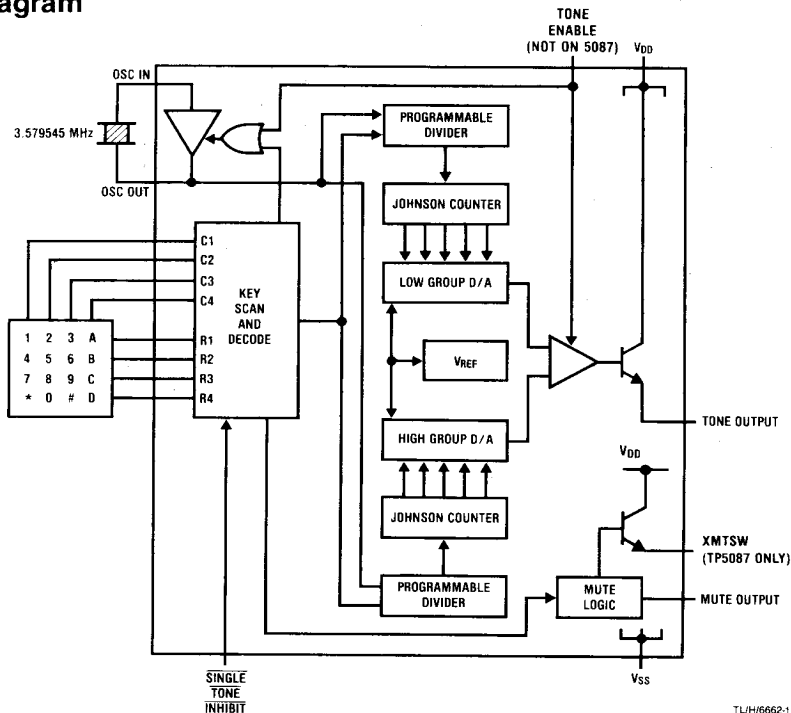 agram
TONE
ENABLE
(NOT ON 5087)
VDD
OSC IN
3.579545 MHz
OSC OUT
PROGRAMMABLE
DIVIDER
JOHNSON COUNTER
LOW GROUP D/A
VREF
HIGH GROUP D/A
JOHNSON COUNTER
PROGRAMMABLE
DIVIDER
C1
C2
C3
C4
R1
R2
R3
R4
KEY
SCAN
AND
DECODE
1 2 3 A
4 5 6 B
7 8 9 C
* 0 # D
TONE OUTPUT
VDD
XMTSW
(TP5087 ONLY)
MUTE
LOGIC
MUTE OUTPUT
VSS
SINGLE
TONE
INHIBIT
TL/H/6662-1